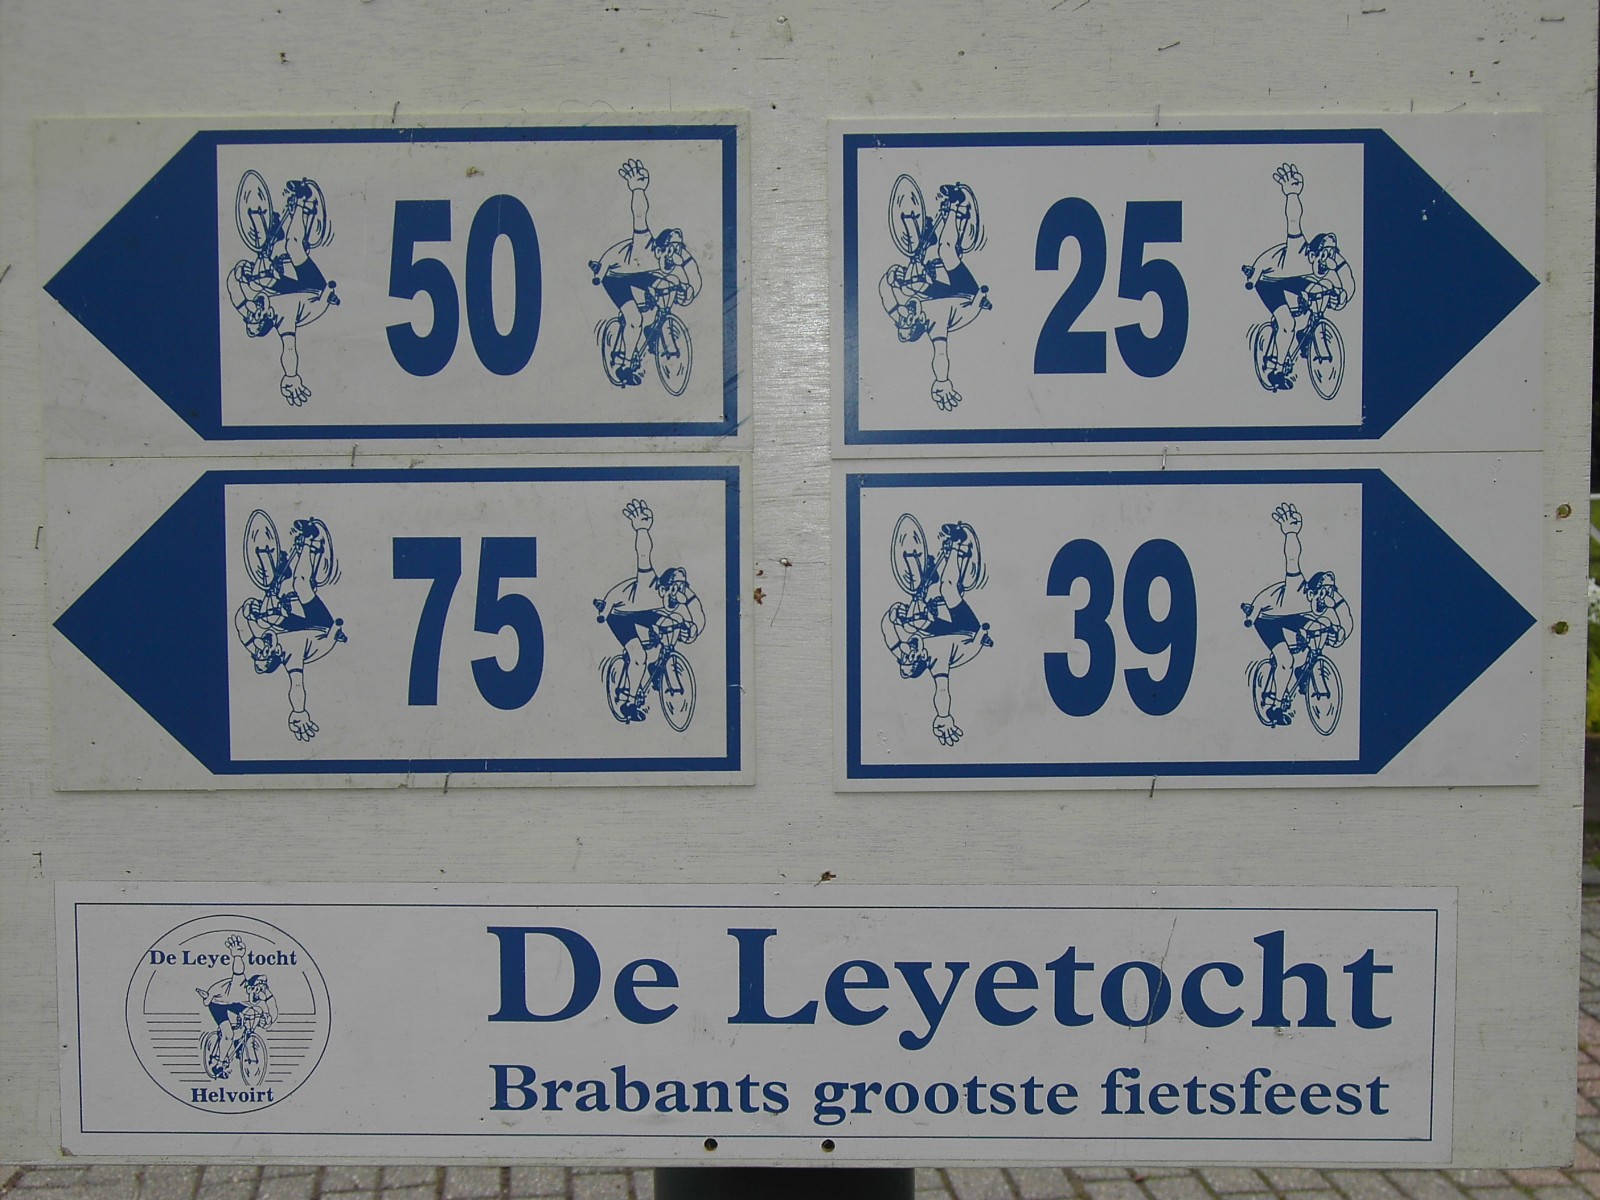 50
25
75
39
De Leyetocht
Helvoirt
De Leyetocht
Brabants grootste fietsfeest